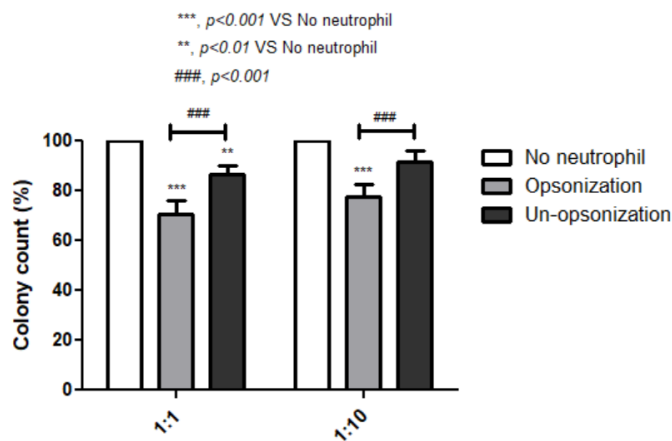 ***, p<0.001 VS No neutrophil
**, p<0.01 VS No neutrophil
###, p<0.001
### ###
100
80
60
40
20
0
Colony count (%)
*** ** ***
No neutrophil
Opsonization
Un-opsonization
1:1 1:10